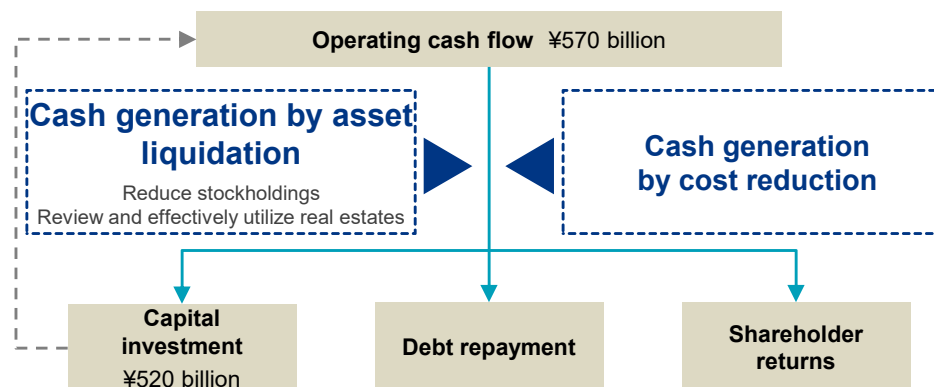 Operating cash flow ¥570 billion
Cash generation by asset
liquidation
Reduce stockholdings
Review and effectively utilize real estates
Cash generation
by cost reduction
Capital
investment
¥520 billion
Debt repayment
Shareholder
returns